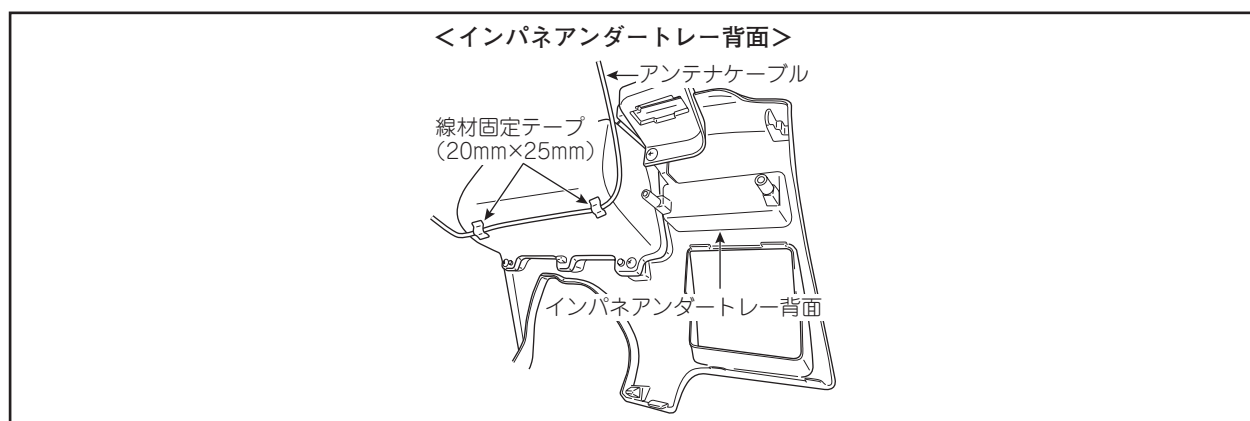 ＜インパネアンダートレー背面＞
アンテナケーブル
線材固定テープ
（20mm×25mm）
インパネアンダートレー背面